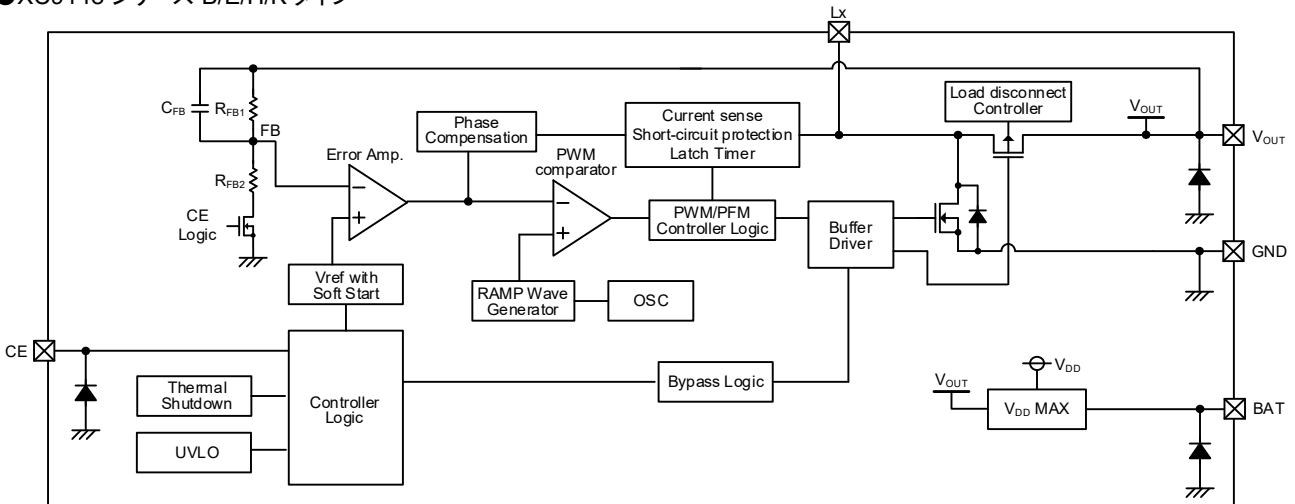 シリーズ タイプ
Lx
CFB
RFB1
FB
RFB2
CE
Logic
Error Amp.
Phase
Compensation
Current sense
Short-circuit protection
Latch Timer
Load disconnect
Controller
VOUT
VOUT
PWM
comparator
PWM/PFM
Controller Logic
Buffer
Driver
GND
Vref with
Soft Start
RAMP Wave
Generator
OSC
CE
Thermal
Shutdown
UVLO
Controller
Logic
Bypass Logic
VOUT
VDD
VDD MAX
BAT